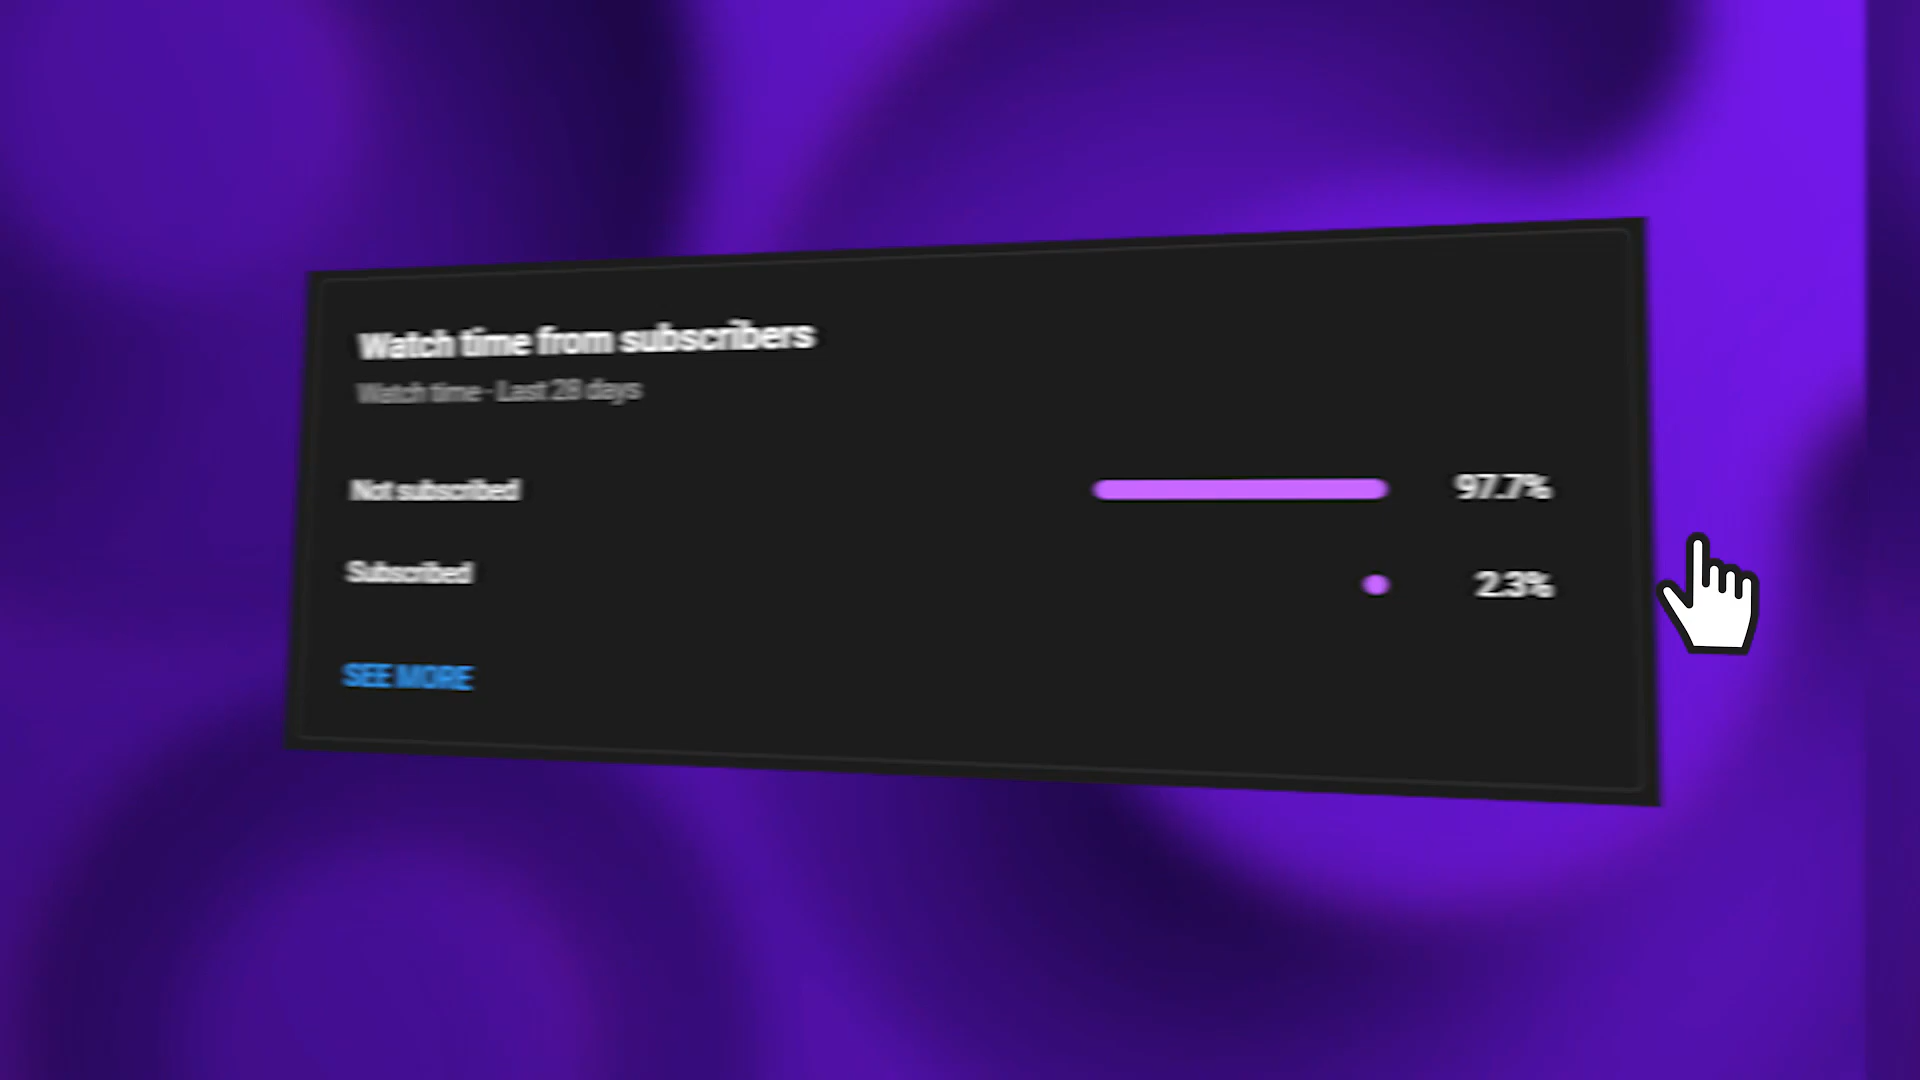 Watch time from subscribers
Watch time · Last 28 days
Not subscribed 97.7%
Subscribed 2.3%
SEE MORE